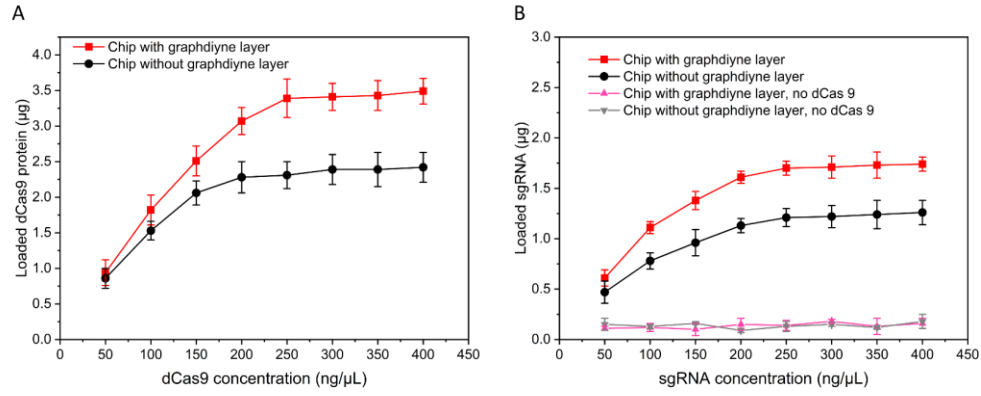 A
Chip with graphdiyne layer
Chip without graphdiyne layer
Loaded dCas9 protein (μg)
4.0
3.5
3.0
2.5
2.0
1.5
1.0
0.5
0.0
0 50 100 150 200 250 300 350 400 450
dCas9 concentration (ng/μL)
B
Chip with graphdiyne layer
Chip without graphdiyne layer
Chip with graphdiyne layer, no dCas 9
Chip without graphdiyne layer, no dCas 9
Loaded sgRNA (μg)
3.0
2.5
2.0
1.5
1.0
0.5
0.0
0 50 100 150 200 250 300 350 400 450
sgRNA concentration (ng/μL)